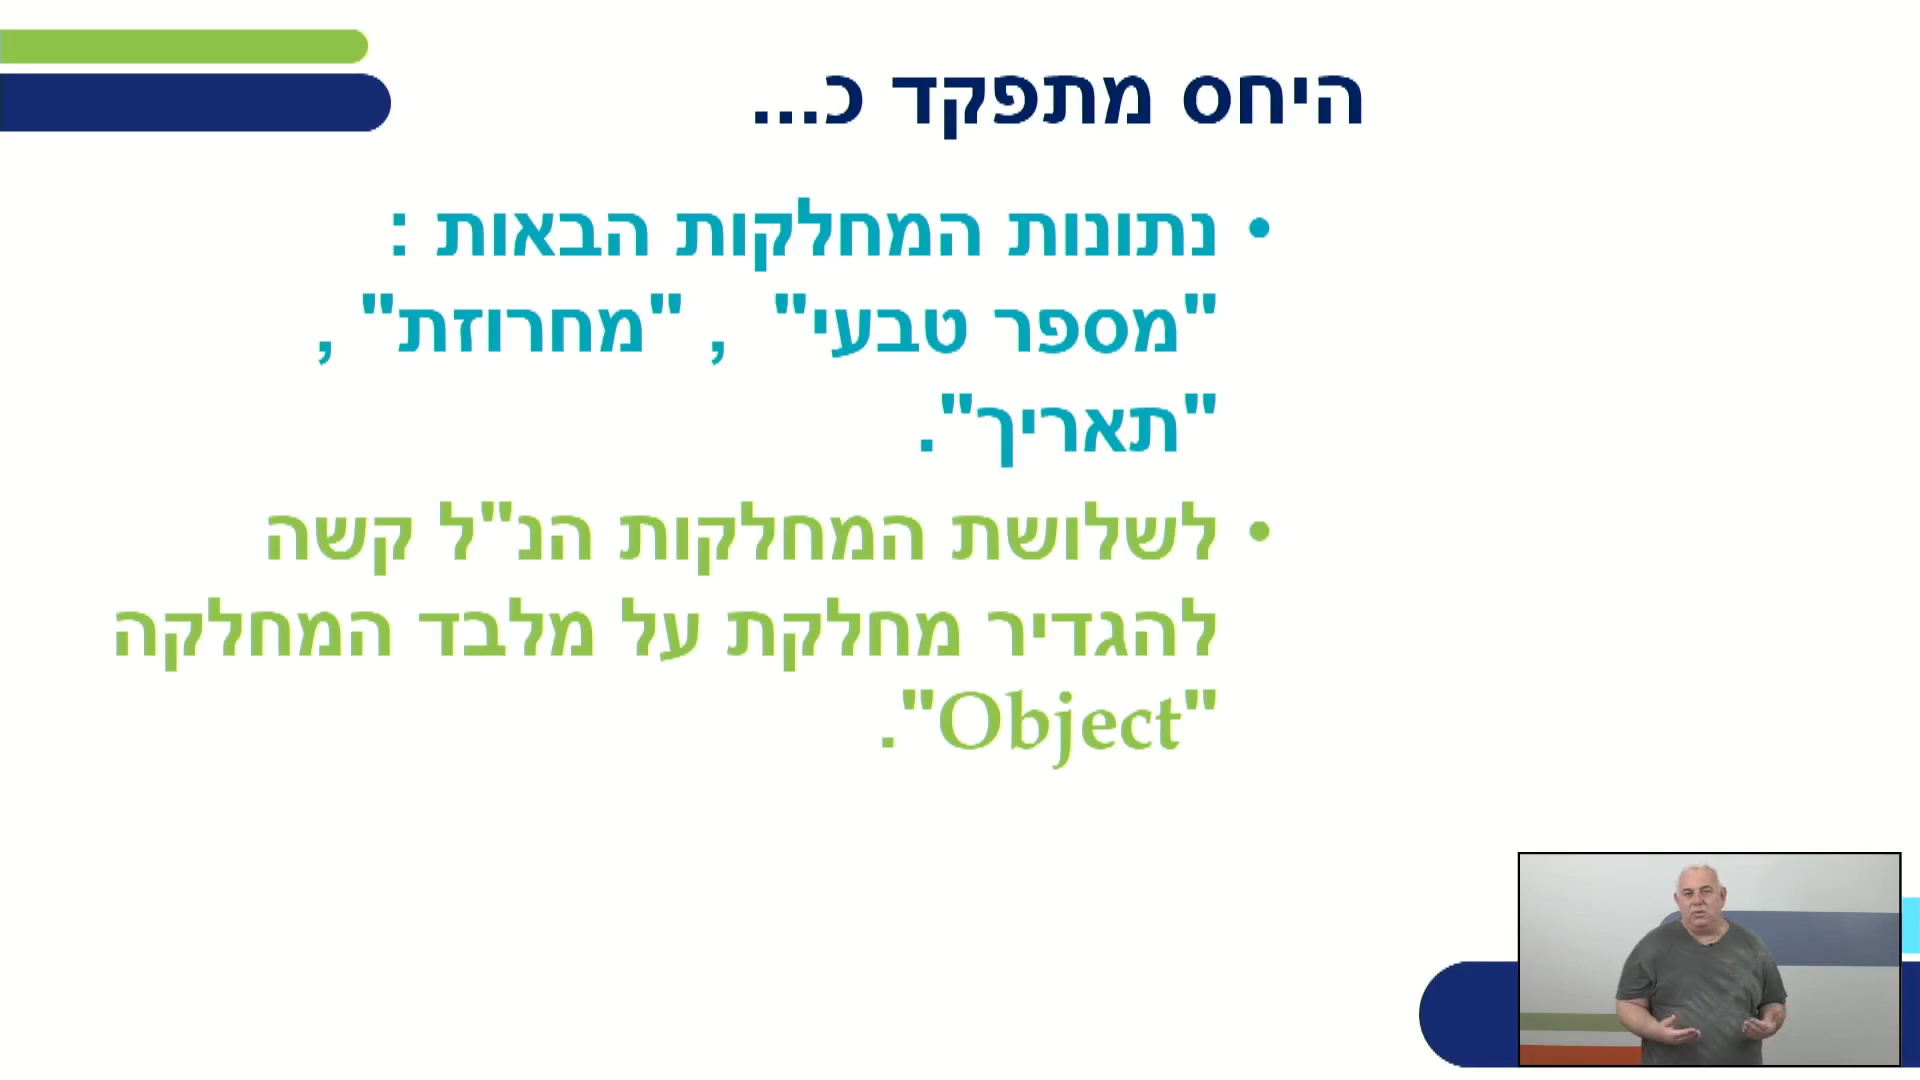 היחס מתפקד כ...
• נתונות המחלקות הבאות :
"מספר טבעי" , "מחרוזת" ,
"תאריך".
• לשלושת המחלקות הנ"ל קשה
להגדיר מחלקת על מלבד המחלקה
"Object".